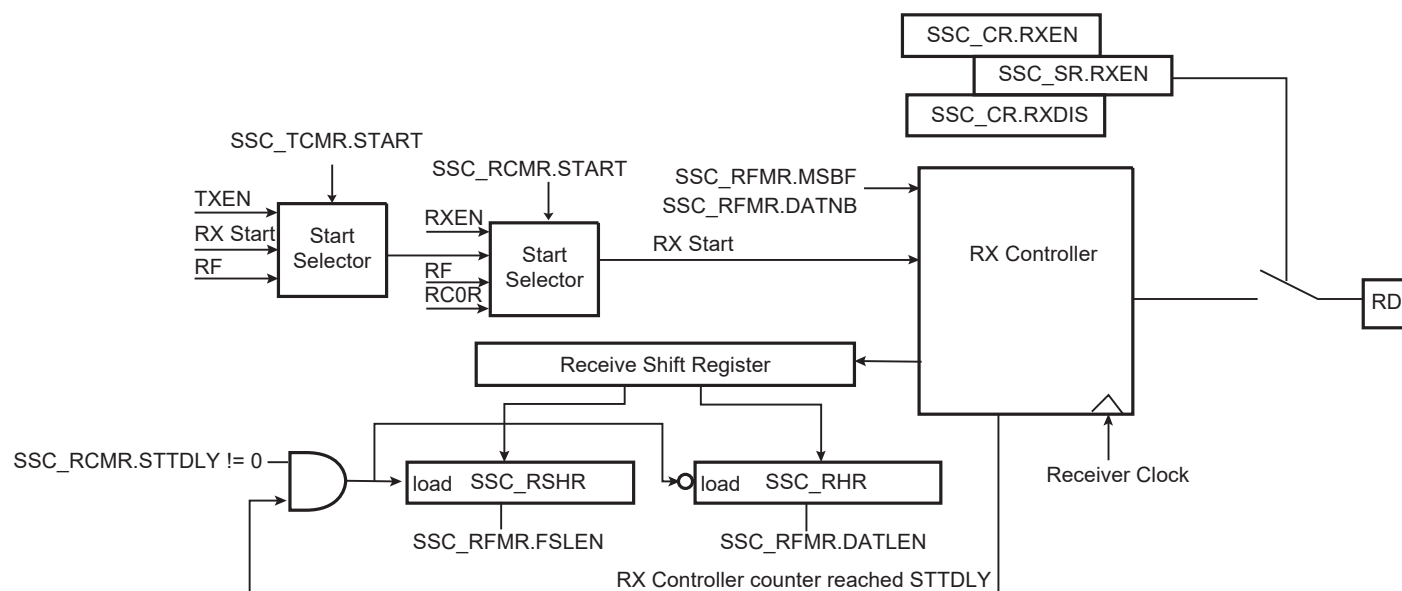 SSC_CR.RXEN
SSC_SR.RXEN
SSC_CR.RXDIS
SSC_TCMR.START
SSC_RCMR.START
SSC_RFMR.MSBF
SSC_RFMR.DATNB
TXEN
RX Start
RF
Start
Selector
RXEN
RF
RC0R
Start
Selector
RX Start
RX Controller
RD
Receive Shift Register
SSC_RCMR.STTDLY != 0
load SSC_RSHR
load SSC_RHR
Receiver Clock
SSC_RFMR.FSLEN
SSC_RFMR.DATLEN
RX Controller counter reached STTDLY